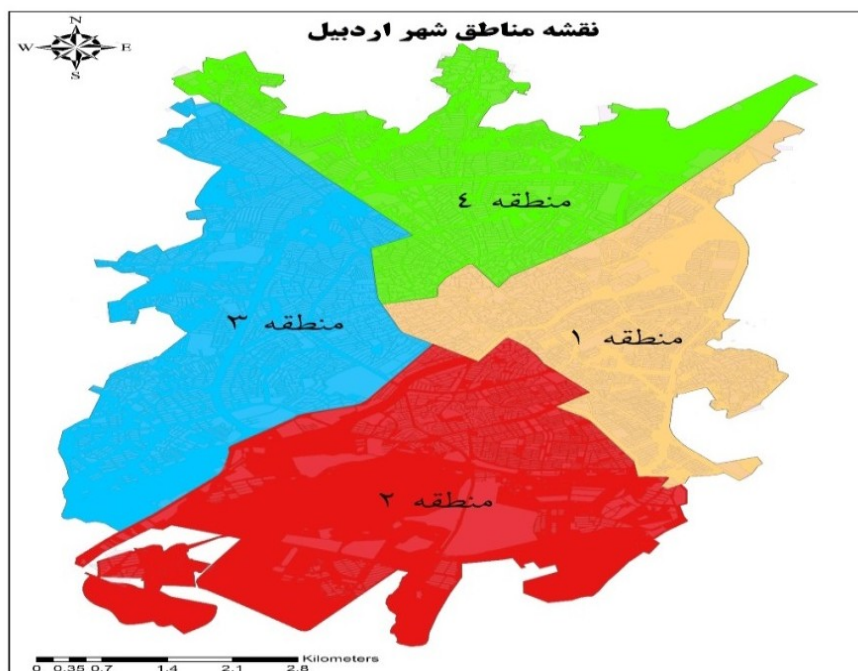 نقشه مناطق شهر اردبیل
N
W E
S
منطقه ٤
منطقه ٣
منطقه ١
منطقه ٢
Kilometers
0 0.35 0.7 1.4 2.1 2.8